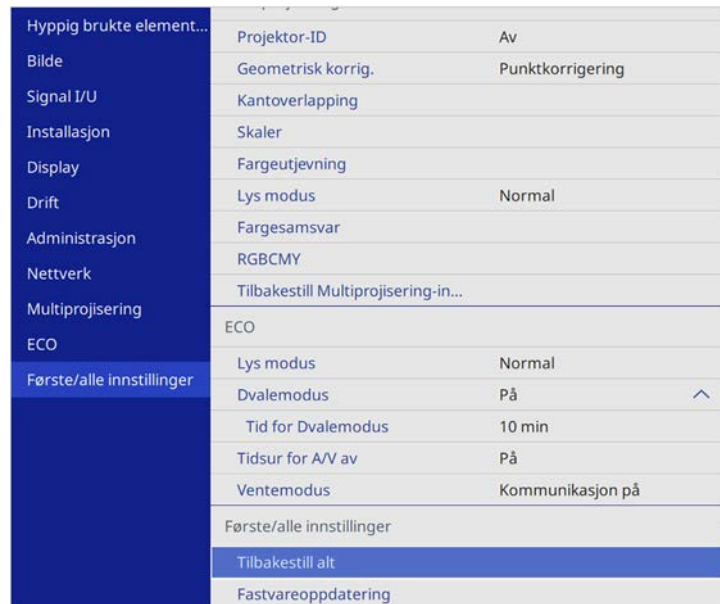 Hyppig brukte element...
Bilde
Signal I/U
Installasjon
Display
Drift
Administrasjon
Nettverk
Multiprojisering
ECO
Første/alle innstillinger
Projektor-ID Av
Geometrisk korrig. Punktkorrigering
Kantoverlapping
Skaler
Fargeutjevning
Lys modus Normal
Fargesamsvar
RGBCMY
Tilbakestill Multiprojisering-in...
ECO
Lys modus Normal
Dvalemodus På
Tid for Dvalemodus 10 min
Tidsur for A/V av På
Ventemodus Kommunikasjon på
Første/alle innstillinger
Tilbakestill alt
Fastvareoppdatering